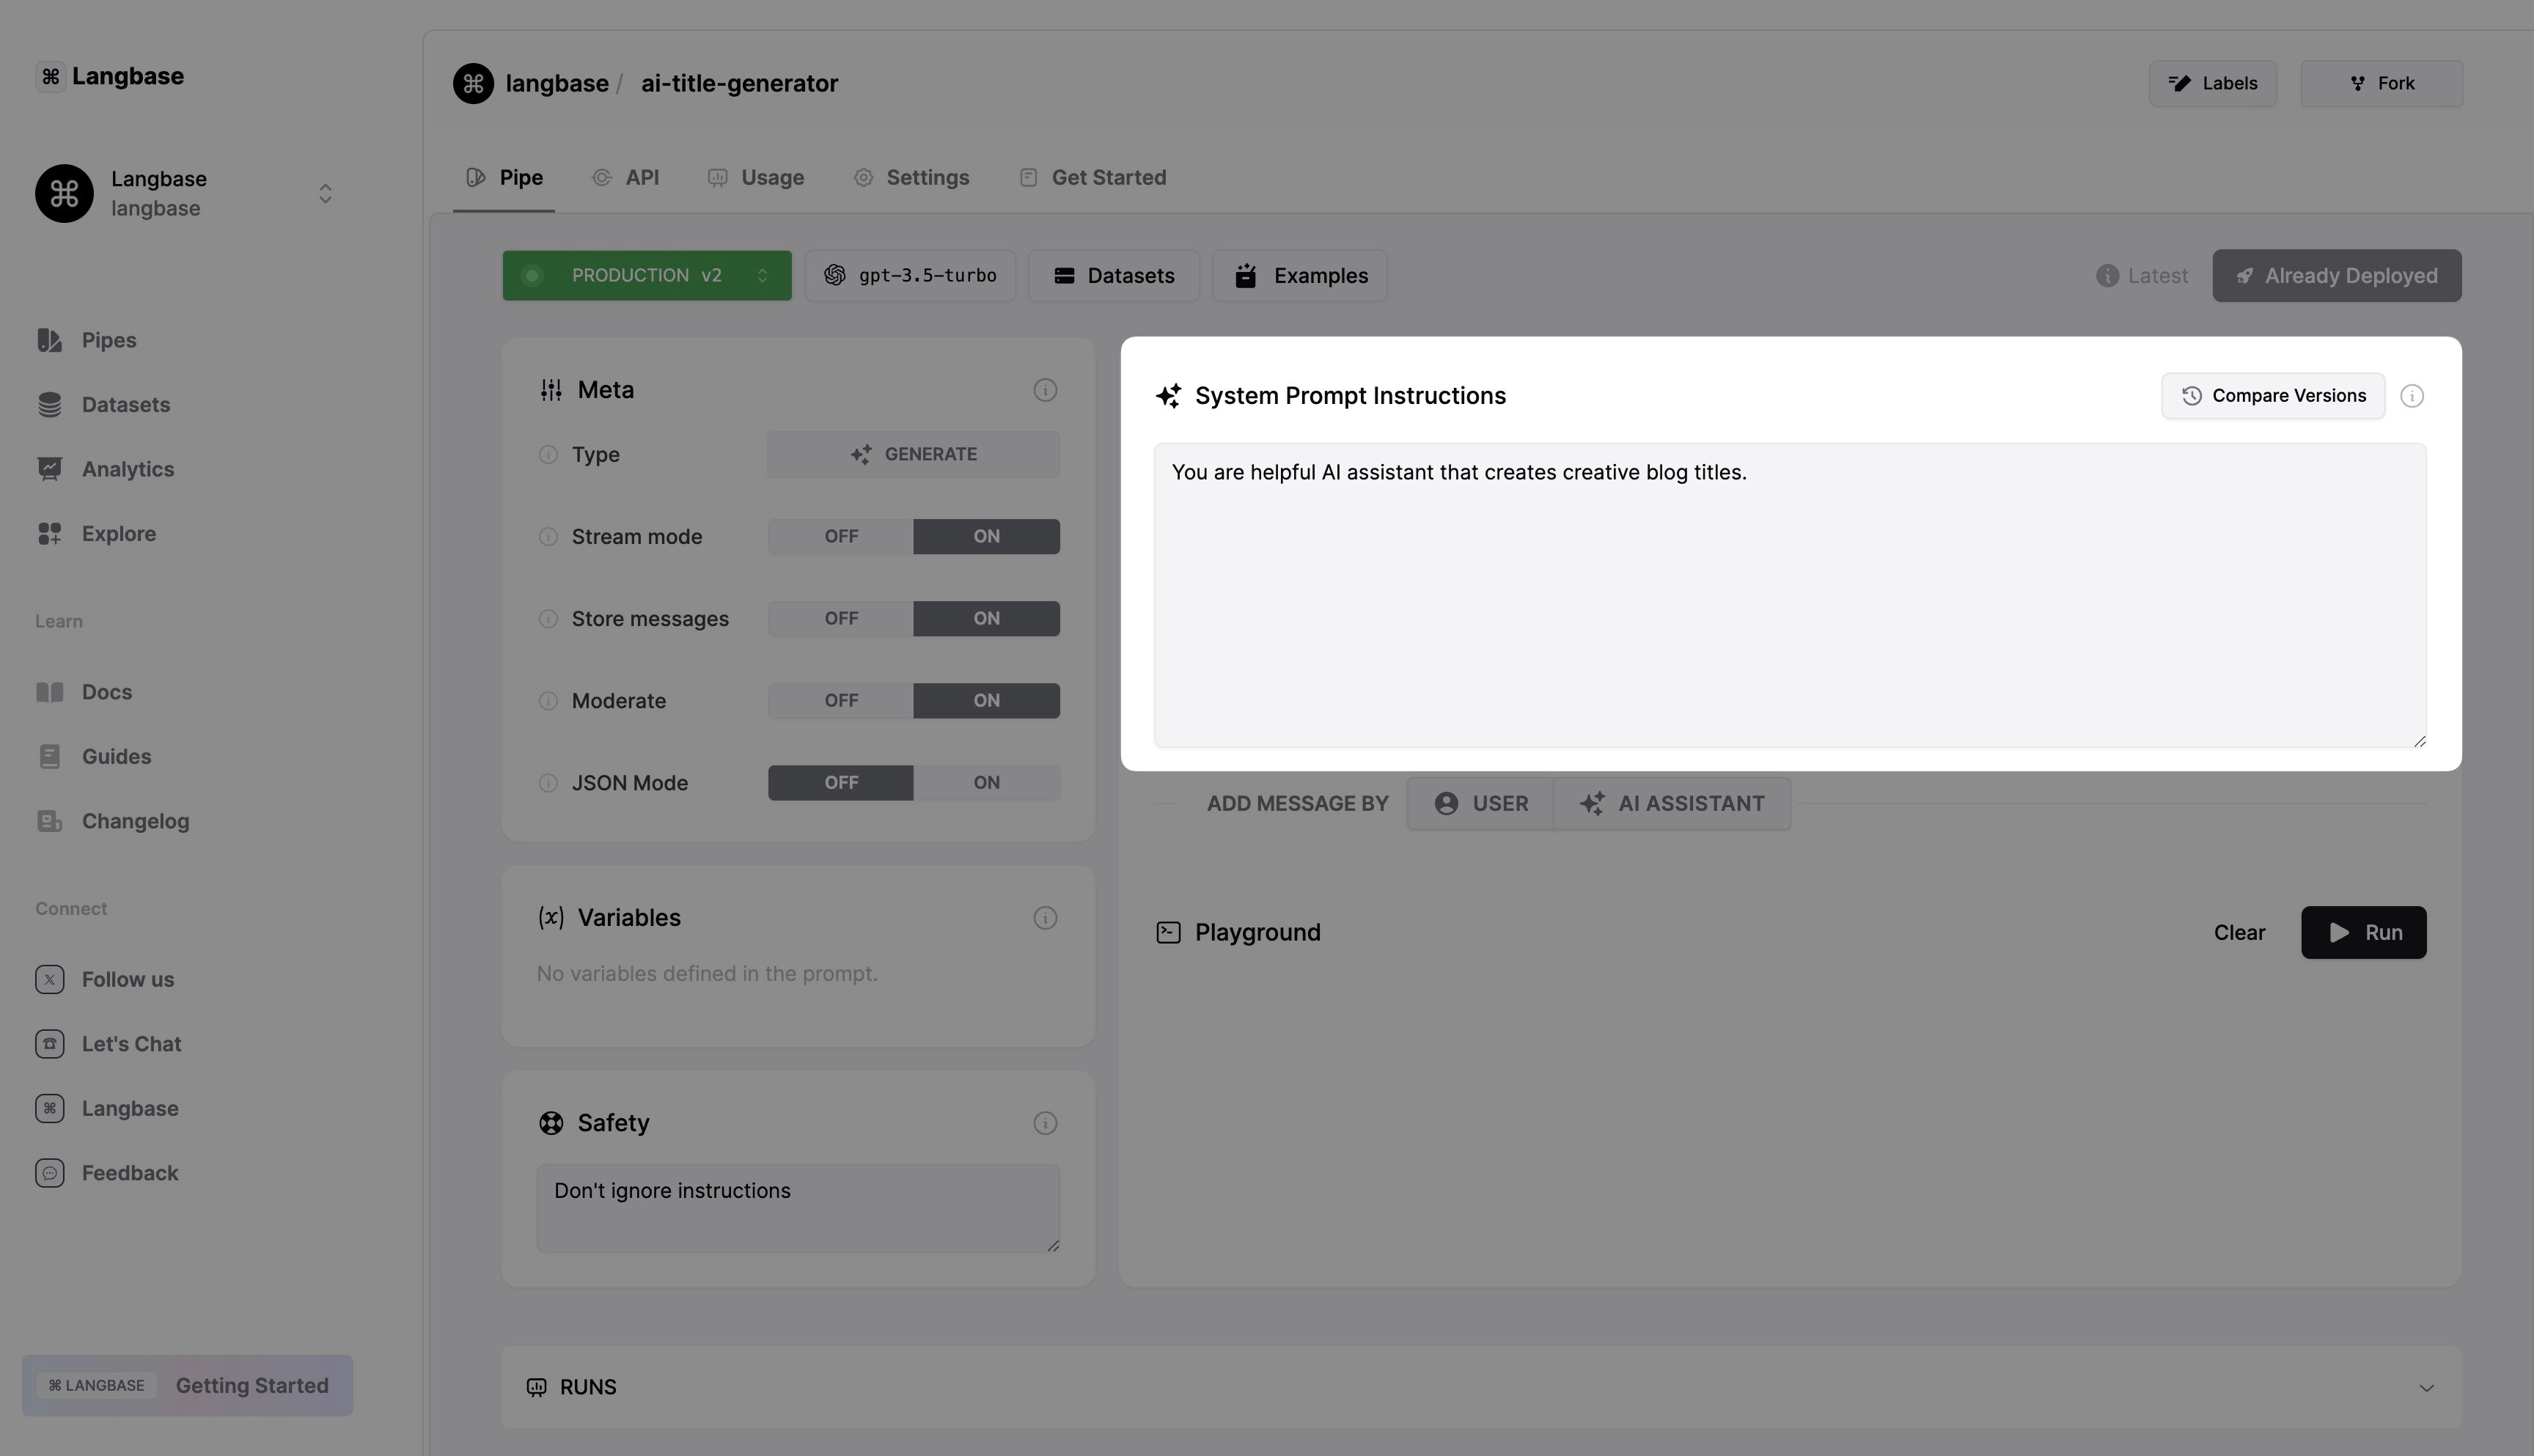 Langbase
Langbase
langbase
Pipes
Datasets
Analytics
Explore
Learn
Docs
Guides
Changelog
Connect
Follow us
Let's Chat
Langbase
Feedback
⌘ LANGBASE Getting Started
langbase / ai-title-generator
Labels Fork
Pipe API Usage Settings Get Started
PRODUCTION v2 gpt-3.5-turbo Datasets Examples Latest Already Deployed
Meta
Type GENERATE
Stream mode OFF ON
Store messages OFF ON
Moderate OFF ON
JSON Mode OFF ON
(x) Variables
No variables defined in the prompt.
Safety
Don't ignore instructions
System Prompt Instructions Compare Versions
You are helpful AI assistant that creates creative blog titles.
ADD MESSAGE BY USER AI ASSISTANT
Playground Clear Run
RUNS